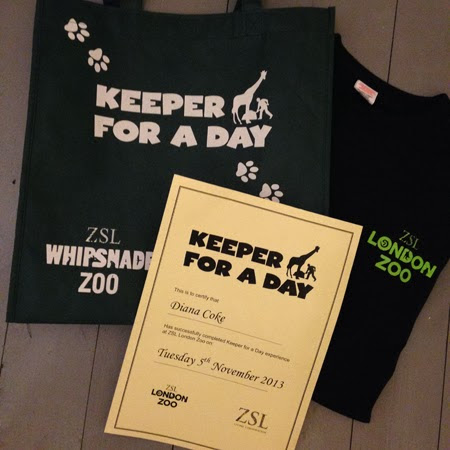 KEEPER
FOR A DAY
ZSL
WHIPSNADE
ZOO
ZSL
LONDON
ZOO
KEEPER
FOR A DAY
This is to certify that
Diana Coke
Has successfully completed Keeper for a Day experience
at ZSL London Zoo on:
Tuesday 5th November 2013
ZSL
LONDON
ZOO
ZSL